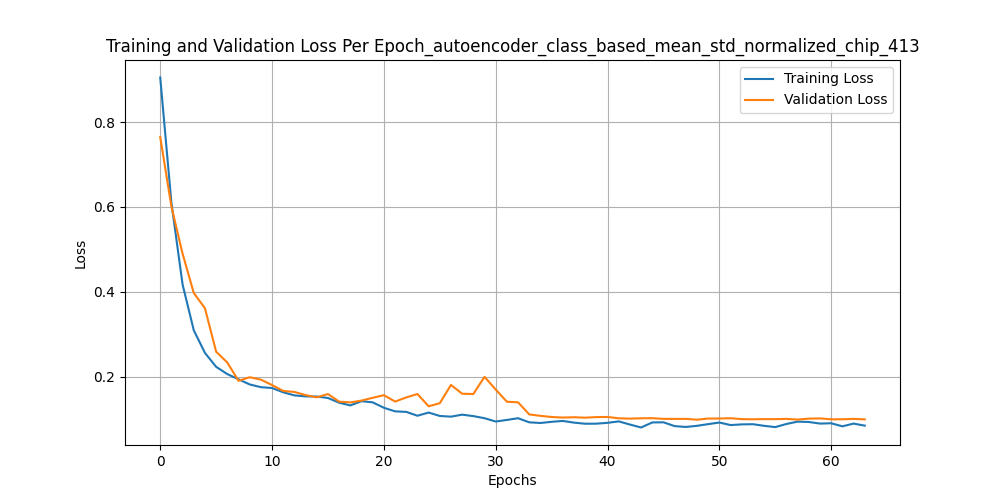 Training and Validation Loss Per Epoch_autoencoder_class_based_mean_std_normalized_chip_413
Training Loss
Validation Loss
0.8
0.6
0.4
0.2
Loss
0 10 20 30 40 50 60
Epochs